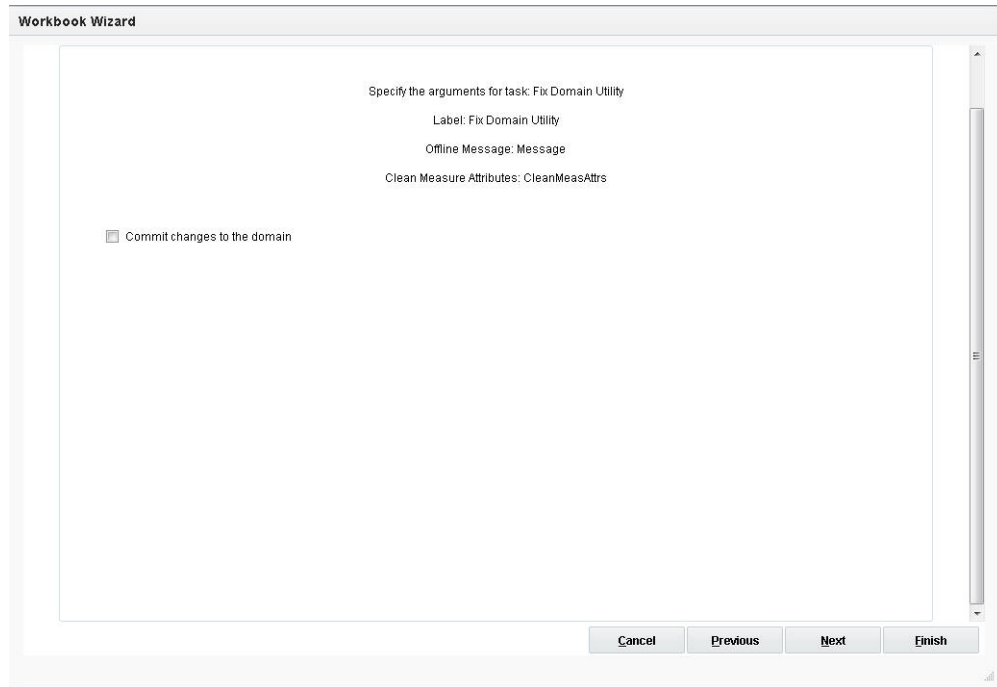 Workbook Wizard
Specify the arguments for task: Fix Domain Utility
Label: Fix Domain Utility
Offline Message: Message
Clean Measure Attributes: CleanMeasAttrs
Commit changes to the domain
Cancel Previous Next Finish